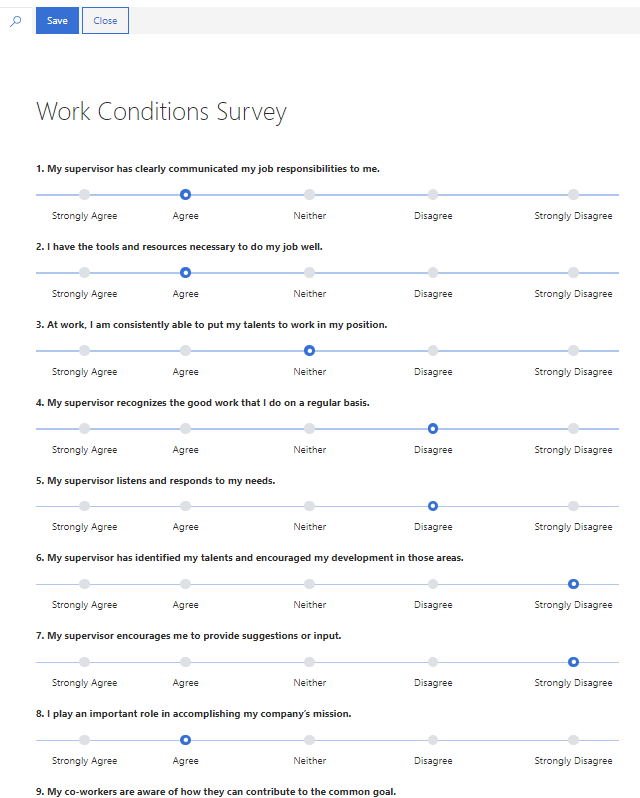 Save Close
Work Conditions Survey
1. My supervisor has clearly communicated my job responsibilities to me.
Strongly Agree Agree Neither Disagree Strongly Disagree
2. I have the tools and resources necessary to do my job well.
Strongly Agree Agree Neither Disagree Strongly Disagree
3. At work, I am consistently able to put my talents to work in my position.
Strongly Agree Agree Neither Disagree Strongly Disagree
4. My supervisor recognizes the good work that I do on a regular basis.
Strongly Agree Agree Neither Disagree Strongly Disagree
5. My supervisor listens and responds to my needs.
Strongly Agree Agree Neither Disagree Strongly Disagree
6. My supervisor has identified my talents and encouraged my development in those areas.
Strongly Agree Agree Neither Disagree Strongly Disagree
7. My supervisor encourages me to provide suggestions or input.
Strongly Agree Agree Neither Disagree Strongly Disagree
8. I play an important role in accomplishing my company's mission.
Strongly Agree Agree Neither Disagree Strongly Disagree
9. My co-workers are aware of how they can contribute to the common goal.